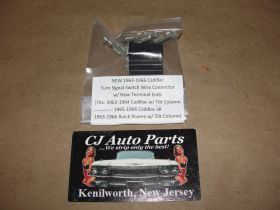 NEW 1963-1966 Cadillac
Turn Signal Switch Wire Connector
w/ New Terminal Ends
(Fits 1963-1964 Cadillac w/ Tilt Column
1965-1966 Cadillac all
1963-1966 Buick Riviera w/ Tilt Column)
CJ Auto Parts
...We strip only the best!
Kenilworth, New Jersey